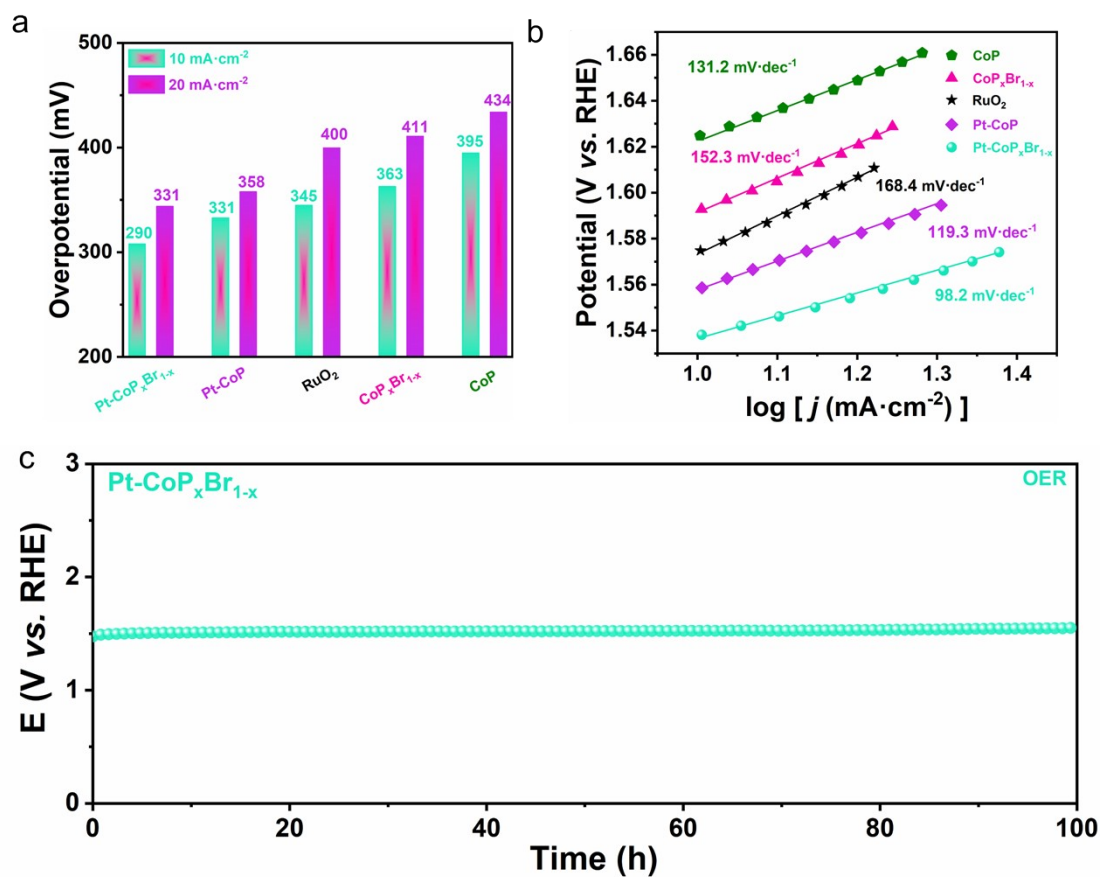 a
Overpotential (mV)
500
400
300
200
10 mA·cm⁻²
20 mA·cm⁻²
290
331
331
358
345
400
363
411
395
434
Pt-CoPₓBr₁₋ₓ
Pt-CoP
RuO₂
CoPₓBr₁₋ₓ
CoP
b
Potential (V vs. RHE)
1.66
1.64
1.62
1.60
1.58
1.56
1.54
131.2 mV·dec⁻¹
152.3 mV·dec⁻¹
168.4 mV·dec⁻¹
119.3 mV·dec⁻¹
98.2 mV·dec⁻¹
CoP
CoPₓBr₁₋ₓ
RuO₂
Pt-CoP
Pt-CoPₓBr₁₋ₓ
1.0 1.1 1.2 1.3 1.4
log [ j (mA·cm⁻²) ]
c
E (V vs. RHE)
3
2
1
0
Pt-CoPₓBr₁₋ₓ
OER
0 20 40 60 80 100
Time (h)